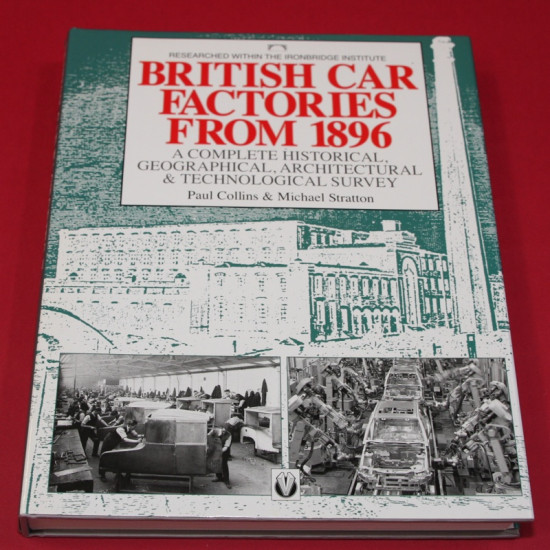 RESEARCHED WITHIN THE IRONBRIDGE INSTITUTE
BRITISH CAR
FACTORIES
FROM 1896
A COMPLETE HISTORICAL,
GEOGRAPHICAL, ARCHITECTURAL
& TECHNOLOGICAL SURVEY
Paul Collins & Michael Stratton